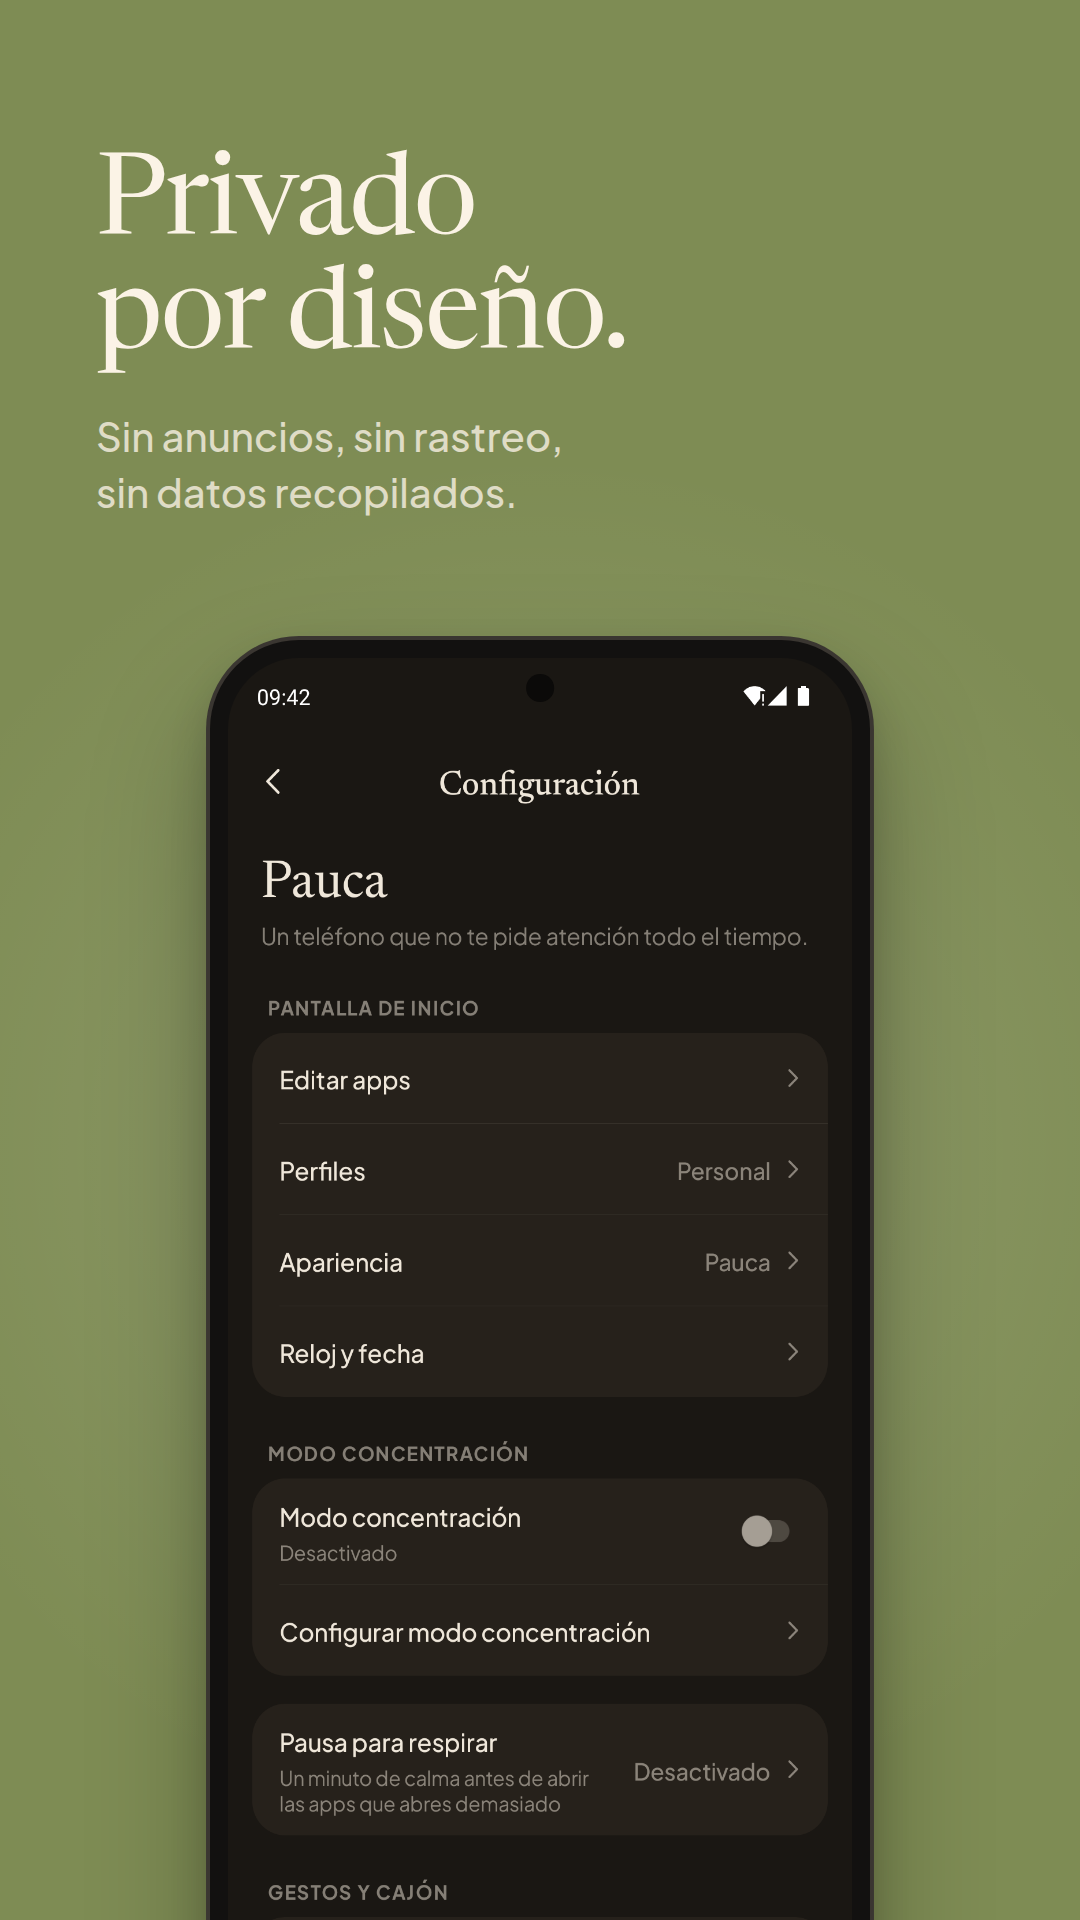 Privado
por diseño.
Sin anuncios, sin rastreo,
sin datos recopilados.
09:42
Configuración
Pauca
Un teléfono que no te pide atención todo el tiempo.
PANTALLA DE INICIO
Editar apps
Perfiles Personal
Apariencia Pauca
Reloj y fecha
MODO CONCENTRACIÓN
Modo concentración
Desactivado
Configurar modo concentración
Pausa para respirar
Un minuto de calma antes de abrir
las apps que abres demasiado
Desactivado
GESTOS Y CAJÓN